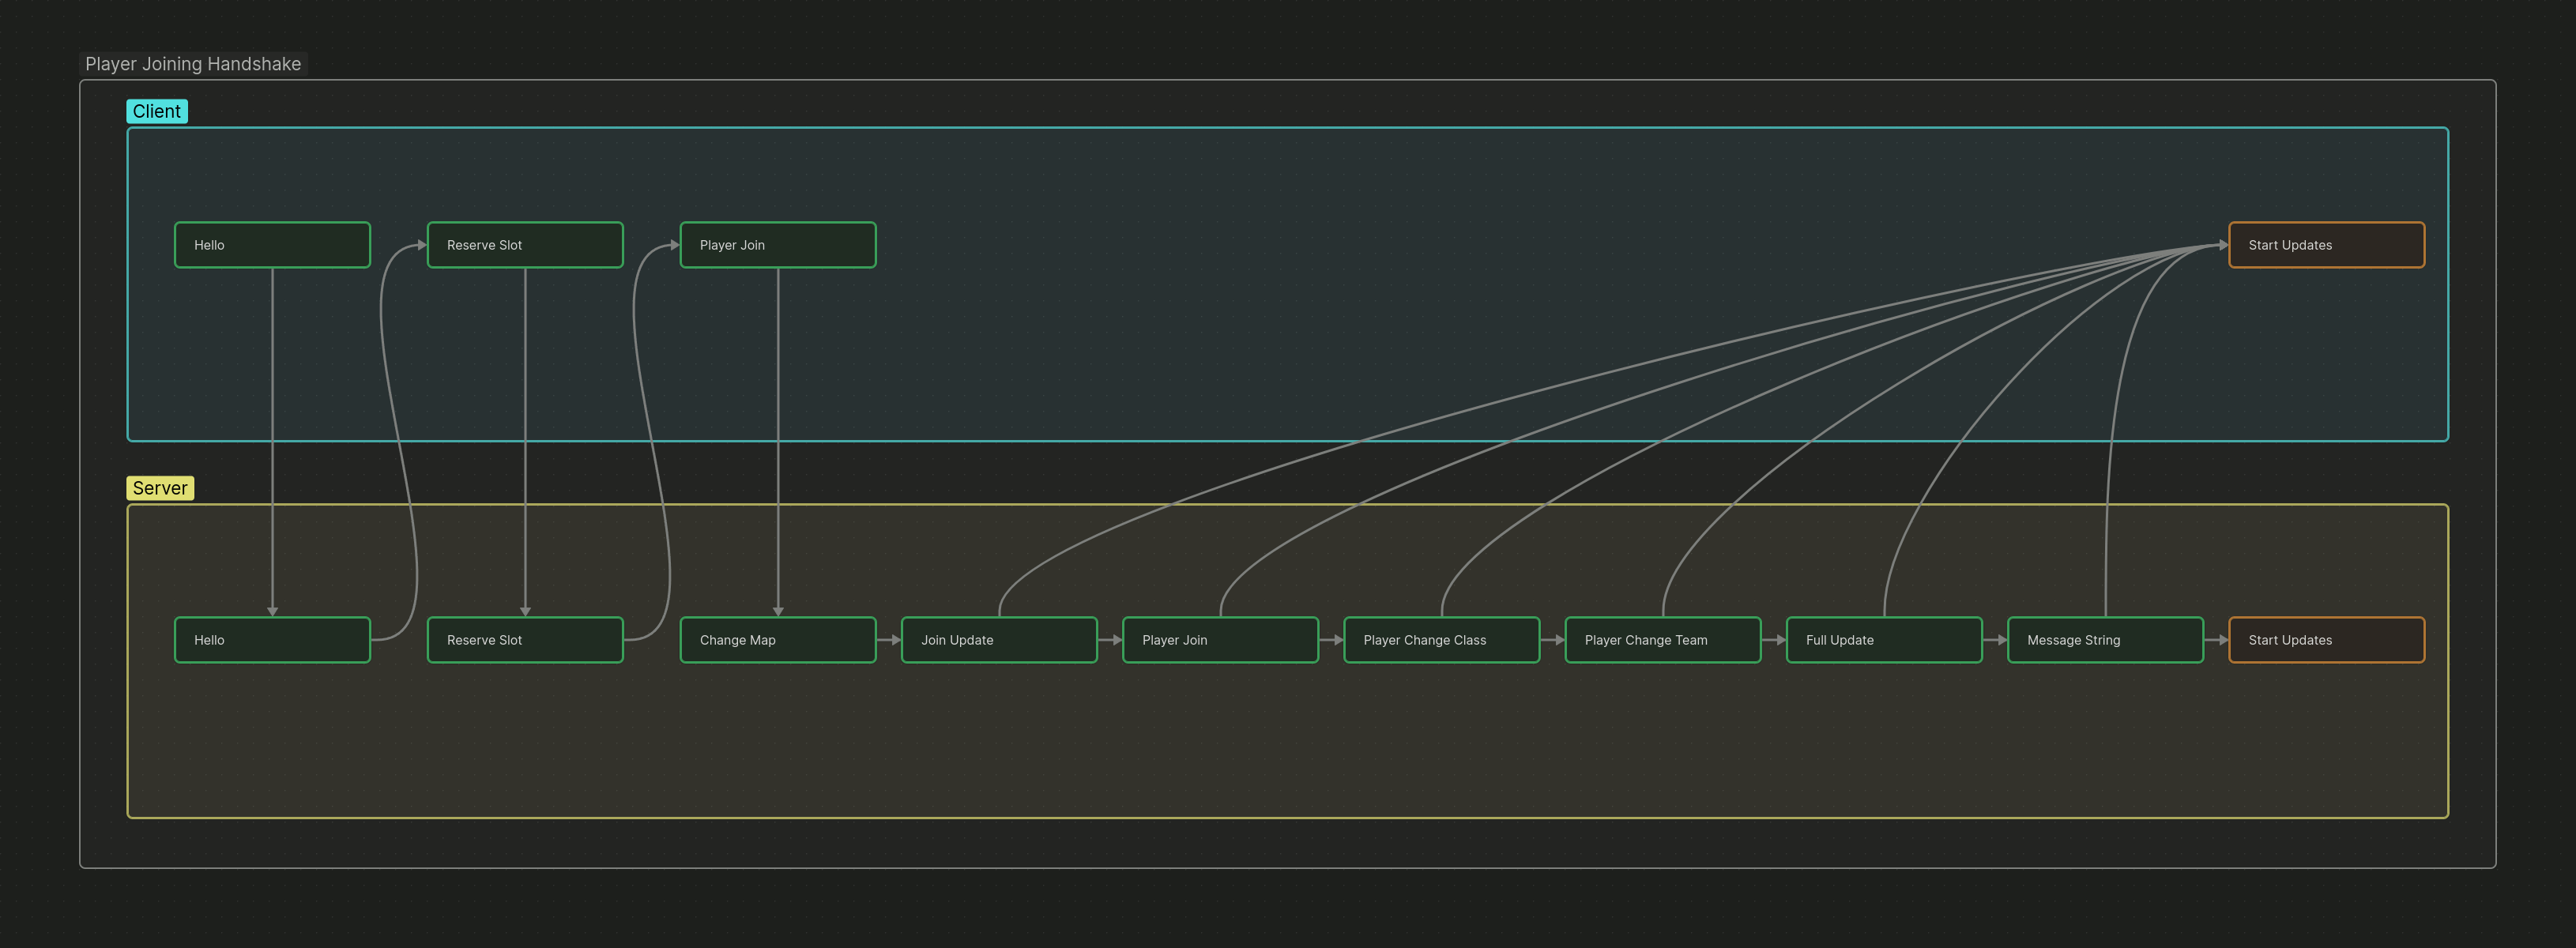 Player Joining Handshake
Client
Hello
Reserve Slot
Player Join
Start Updates
Server
Hello
Reserve Slot
Change Map
Join Update
Player Join
Player Change Class
Player Change Team
Full Update
Message String
Start Updates